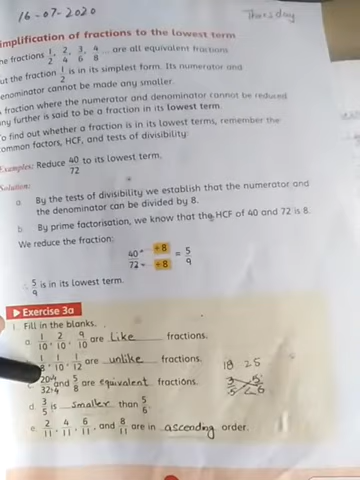 16-07-2020 Thursday
implification of fractions to the lowest term
he fractions 1/2, 2/4, 3/6, 4/8 ... are all equivalent fractions
ut the fraction 1/2 is in its simplest form. Its numerator and
enominator cannot be made any smaller.
fraction where the numerator and denominator cannot be reduced
ny further is said to be a fraction in its lowest term.
o find out whether a fraction is in its lowest terms, remember the
ommon factors, HCF, and tests of divisibility
Examples: Reduce 40/72 to its lowest term.
Solution:
a By the tests of divisibility we establish that the numerator and
the denominator can be divided by 8.
b By prime factorisation, we know that the HCF of 40 and 72 is 8.
We reduce the fraction:
40÷ ÷8 = 5
72÷ ÷8 9
∴ 5/9 is in its lowest term.
Exercise 3a
1. Fill in the blanks.
a. 1/10, 2/10, 9/10 are Like fractions.
1/8, 1/10, 1/12 are unlike fractions.
20÷4/32÷4 and 5/8 are equivalent fractions.
18 25
3/5 5/6
d. 3/5 is smaller than 5/6
e. 2/11, 4/11, 6/11, and 8/11 are in ascending order.